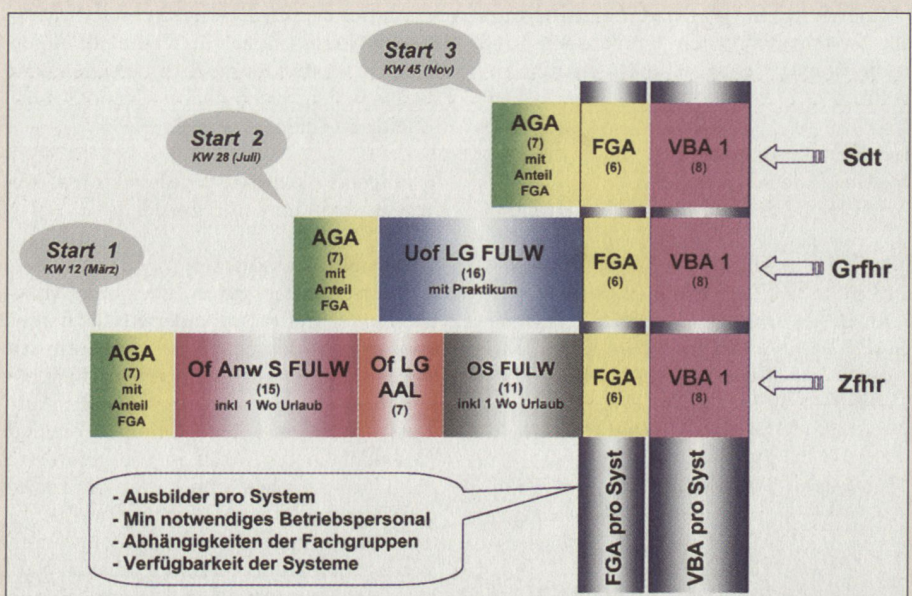 Start 3
KW 45 (Nov)
AGA
(7)
mit
Anteil
FGA
FGA
(6)
VBA 1
(8)
Sdt
Start 2
KW 28 (Juli)
AGA
(7)
mit
Anteil
FGA
Uof LG FULW
(16)
mit Praktikum
FGA
(6)
VBA 1
(8)
Grfhr
Start 1
KW 12 (März)
AGA
(7)
mit
Anteil
FGA
Of Anw S FULW
(15)
inkl 1 Wo Urlaub
Of LG
AAL
(7)
OS FULW
(11)
inkl 1 Wo Urlaub
FGA
(6)
VBA 1
(8)
Zfhr
- Ausbilder pro System
- Min notwendiges Betriebspersonal
- Abhängigkeiten der Fachgruppen
- Verfügbarkeit der Systeme
FGA pro Syst
VBA pro Syst